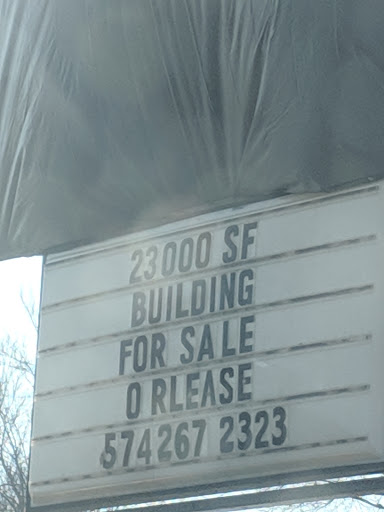 23000 SF
BUILDING
FOR SALE
O RLEASE
574267 2323